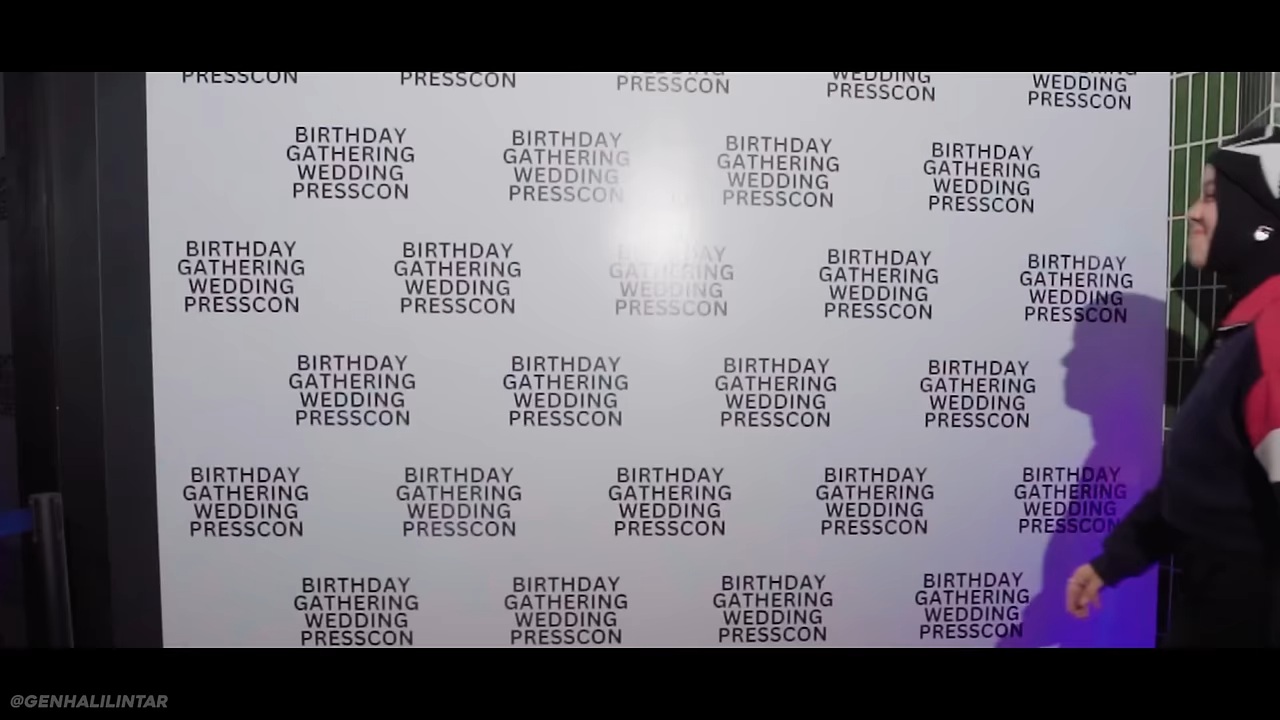 PRESSCON
PRESSCON
PRESSCON
WEDDING
PRESSCON
WEDDING
PRESSCON
BIRTHDAY
GATHERING
WEDDING
PRESSCON
BIRTHDAY
GATHERING
WEDDING
PRESSCON
BIRTHDAY
GATHERING
WEDDING
PRESSCON
BIRTHDAY
GATHERING
WEDDING
PRESSCON
BIRTHDAY
GATHERING
WEDDING
PRESSCON
BIRTHDAY
GATHERING
WEDDING
PRESSCON
BIRTHDAY
GATHERING
WEDDING
PRESSCON
BIRTHDAY
GATHERING
WEDDING
PRESSCON
BIRTHDAY
GATHERING
WEDDING
PRESSCON
BIRTHDAY
GATHERING
WEDDING
PRESSCON
BIRTHDAY
GATHERING
WEDDING
PRESSCON
BIRTHDAY
GATHERING
WEDDING
PRESSCON
BIRTHDAY
GATHERING
WEDDING
PRESSCON
BIRTHDAY
GATHERING
WEDDING
PRESSCON
BIRTHDAY
GATHERING
WEDDING
PRESSCON
BIRTHDAY
GATHERING
WEDDING
PRESSCON
BIRTHDAY
GATHERING
WEDDING
PRESSCON
BIRTHDAY
GATHERING
WEDDING
PRESSCON
BIRTHDAY
GATHERING
WEDDING
PRESSCON
BIRTHDAY
GATHERING
WEDDING
PRESSCON
BIRTHDAY
GATHERING
WEDDING
PRESSCON
BIRTHDAY
GATHERING
WEDDING
PRESSCON
@GENHALILINTAR